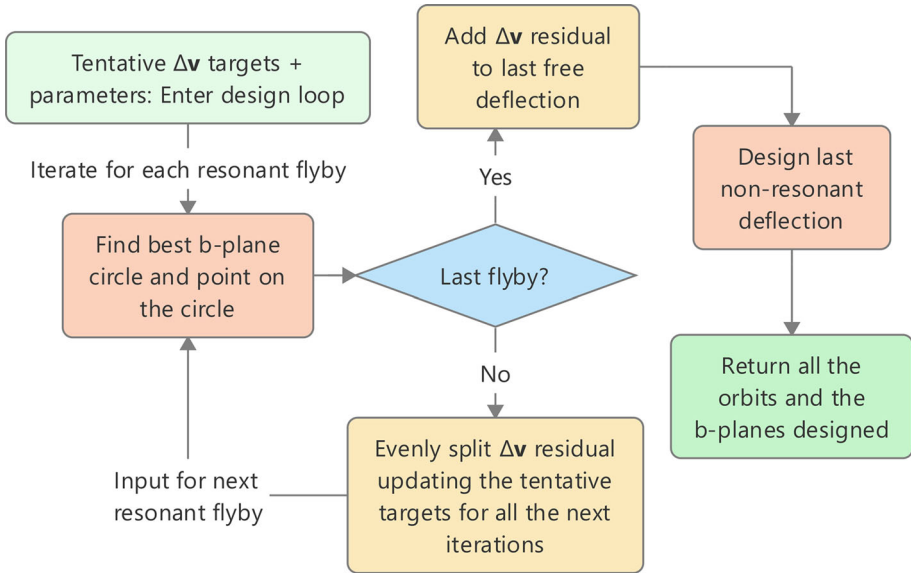 Tentative Δv targets +
parameters: Enter design loop
Iterate for each resonant flyby
Find best b-plane
circle and point on
the circle
Last flyby?
Yes
Add Δv residual
to last free
deflection
Design last
non-resonant
deflection
Return all the
orbits and the
b-planes designed
No
Evenly split Δv residual
updating the tentative
targets for all the next
iterations
Input for next
resonant flyby